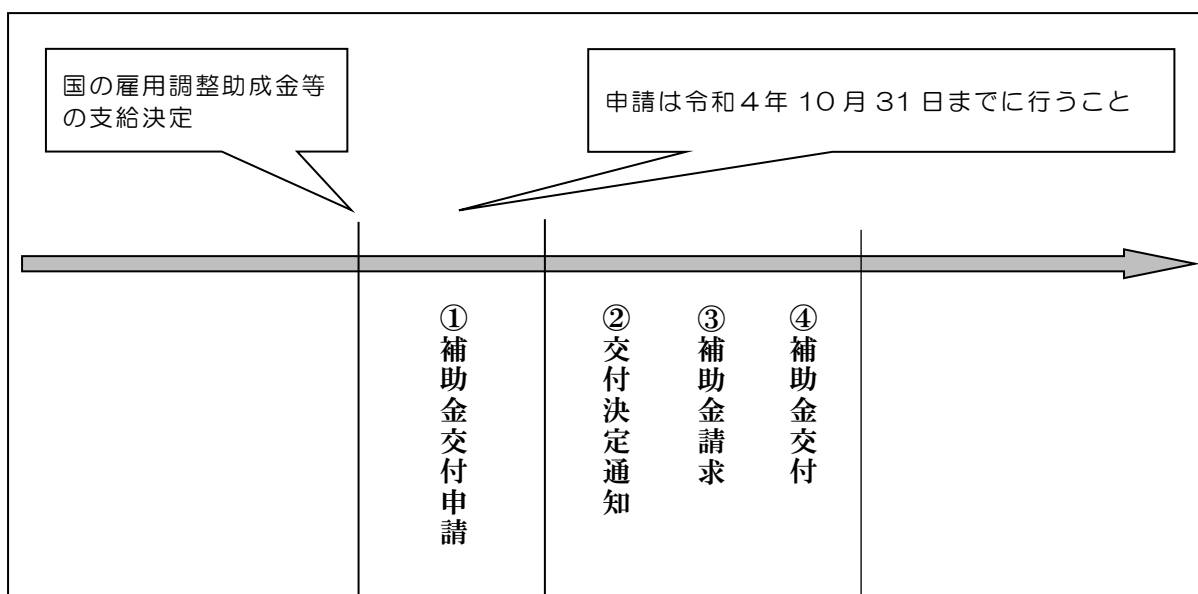 国の雇用調整助成金等
の支給決定
申請は令和４年 10 月 31 日までに行うこと
①補助金交付申請
②交付決定通知
③補助金請求
④補助金交付